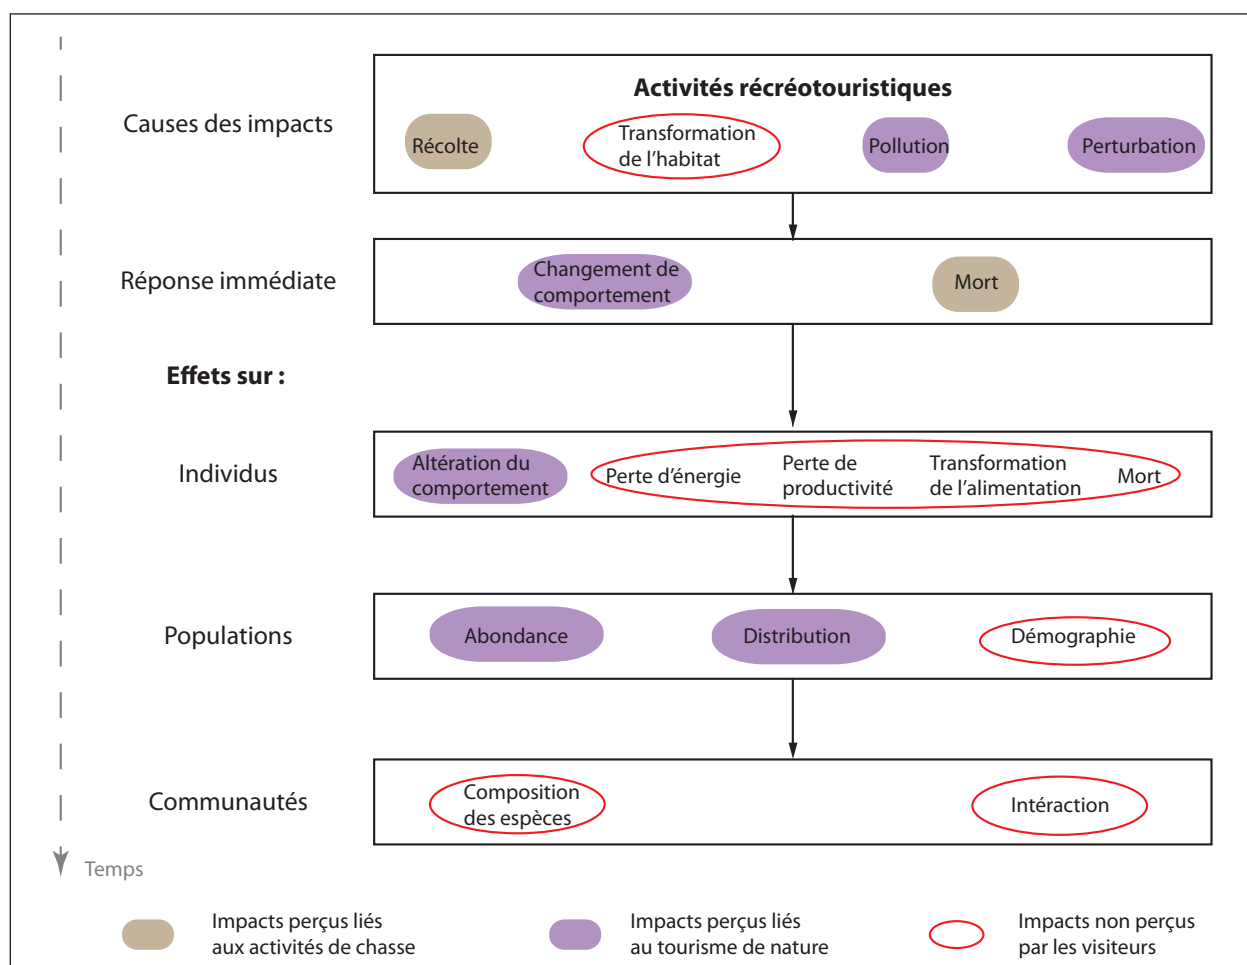 Activités récréotouristiques
Causes des impacts
Récolte
Transformation
de l'habitat
Pollution
Perturbation
Réponse immédiate
Changement de
comportement
Mort
Effets sur :
Individus
Altération du
comportement
Perte d'énergie
Perte de
productivité
Transformation
de l'alimentation
Mort
Populations
Abondance
Distribution
Démographie
Communautés
Composition
des espèces
Intéraction
Temps
Impacts perçus liés
aux activités de chasse
Impacts perçus liés
au tourisme de nature
Impacts non perçus
par les visiteurs